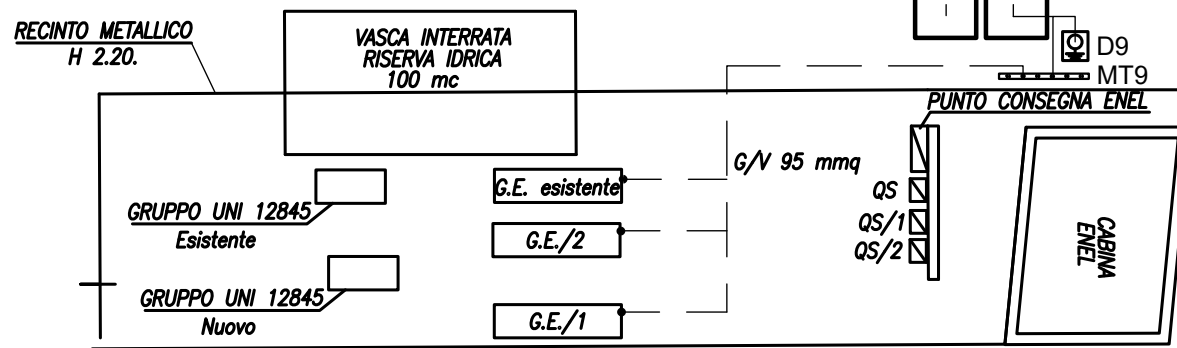 RECINTO METALLICO
H 2.20.
VASCA INTERRATA
RISERVA IDRICA
100 mc
D9
MT9
PUNTO CONSEGNA ENEL
G/V 95 mmq
G.E. esistente
QS
GRUPPO UNI 12845
Esistente
QS/1
G.E./2
QS/2
CABINA
ENEL
GRUPPO UNI 12845
Nuovo
G.E./1